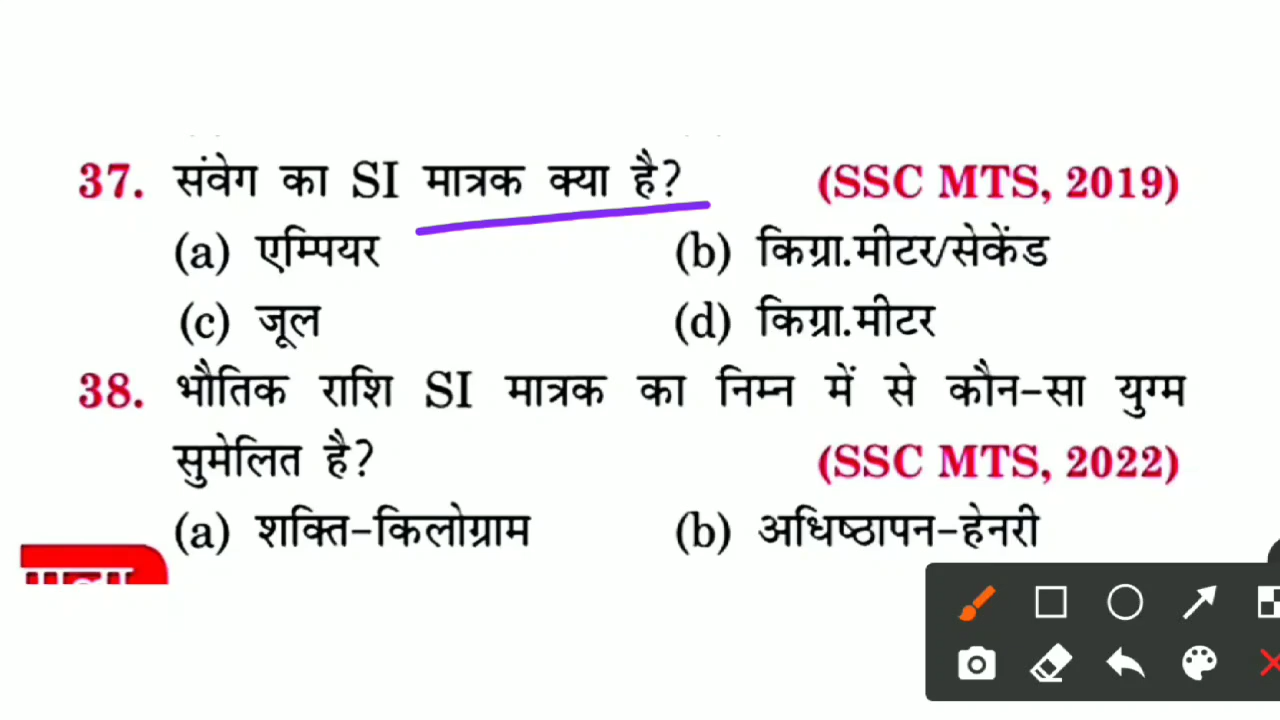 37. संवेग का SI मात्रक क्या है? (SSC MTS, 2019)
(a) एम्पियर (b) किग्रा.मीटर/सेकेंड
(c) जूल (d) किग्रा.मीटर
38. भौतिक राशि SI मात्रक का निम्न में से कौन-सा युग्म
सुमेलित है? (SSC MTS, 2022)
(a) शक्ति-किलोग्राम (b) अधिष्ठापन-हेनरी